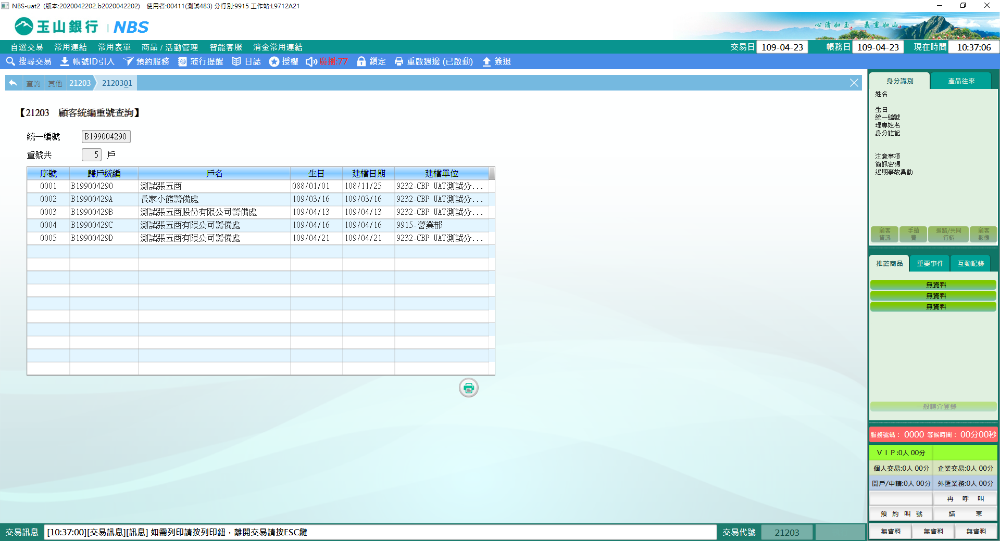 NBS-uat2 (版本:2020042202.b2020042202) 使用者:00411(測試483) 分行別:9915 工作站:L9712A21
玉山銀行 | NBS
心清如玉 義重如山
自選交易 常用連結 常用表單 商品 / 活動管理 智能客服 消金常用連結 交易日 109-04-23 帳務日 109-04-23 現在時間 10:37:06
搜尋交易 帳號ID引入 預約服務 蒞行提醒 日誌 授權 廣播:77 鎖定 重啟週邊 (已啟動) 簽退
查詢 其他 21203 2120301
【21203 顧客統編重號查詢】
統一編號 B199004290
重號共 5 戶
序號 歸戶統編 戶名 生日 建檔日期 建檔單位
0001 B199004290 測試張五酉 088/01/01 108/11/25 9232-CBP UAT測試分...
0002 B19900429A 長家小館籌備處 109/03/16 109/03/16 9232-CBP UAT測試分...
0003 B19900429B 測試張五酉股份有限公司籌備處 109/04/13 109/04/13 9232-CBP UAT測試分...
0004 B19900429C 測試張五酉有限公司籌備處 109/04/16 109/04/16 9915-營業部
0005 B19900429D 測試張五酉有限公司籌備處 109/04/21 109/04/21 9232-CBP UAT測試分...
身分識別 產品往來
姓名
生日
統一編號
理專姓名
身分註記
注意事項
簡訊密碼
近期事故異動
顧客資訊 手續費 通路/共同行銷 顧客影像
推薦商品 重要事件 互動記錄
無資料
無資料
無資料
一般轉介登錄
服務號碼： 0000 等候時間： 00分00秒
ＶＩＰ:0人 00分
個人交易:0人 00分 企業交易:0人 00分
開戶/申請:0人 00分 外匯業務:0人 00分
再 呼 叫
預 約 叫 號 結 束
無資料 無資料 無資料
交易訊息 [10:37:00][交易訊息][訊息] 如需列印請按列印鈕，離開交易請按ESC鍵 交易代號 21203